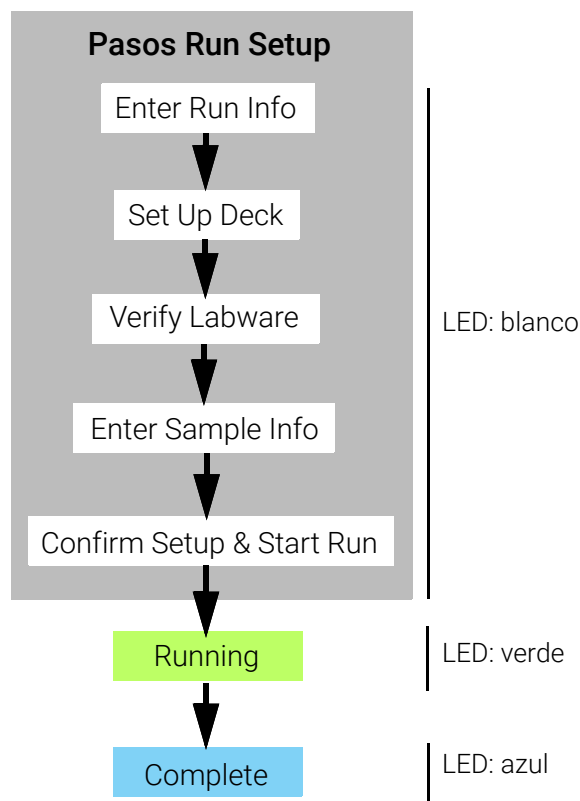 Pasos Run Setup
Enter Run Info
Set Up Deck
Verify Labware
LED: blanco
Enter Sample Info
Confirm Setup & Start Run
Running
LED: verde
Complete
LED: azul